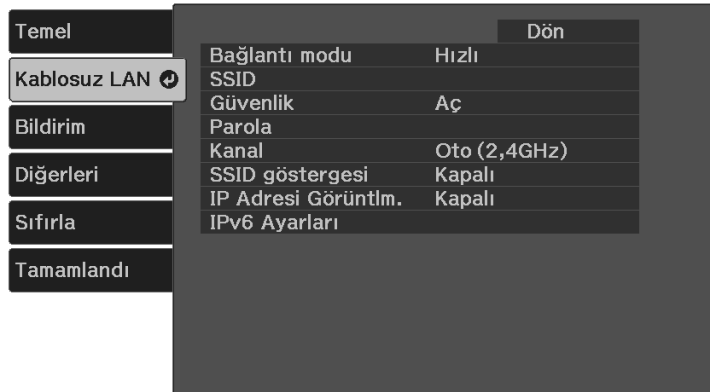 Temel
Kablosuz LAN
Bildirim
Diğerleri
Sıfırla
Tamamlandı
Dön
Bağlantı modu Hızlı
SSID
Güvenlik Aç
Parola
Kanal Oto (2,4GHz)
SSID göstergesi Kapalı
IP Adresi Görüntlm. Kapalı
IPv6 Ayarları